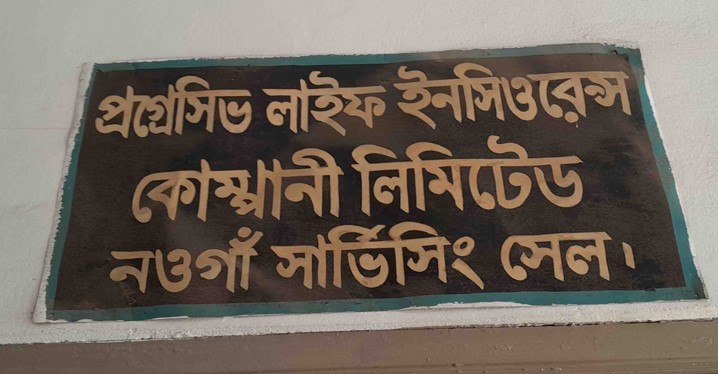 প্রগ্রেসিভ লাইফ ইনসিওরেন্স
কোম্পানী লিমিটেড
নওগাঁ সার্ভিসিং সেল।